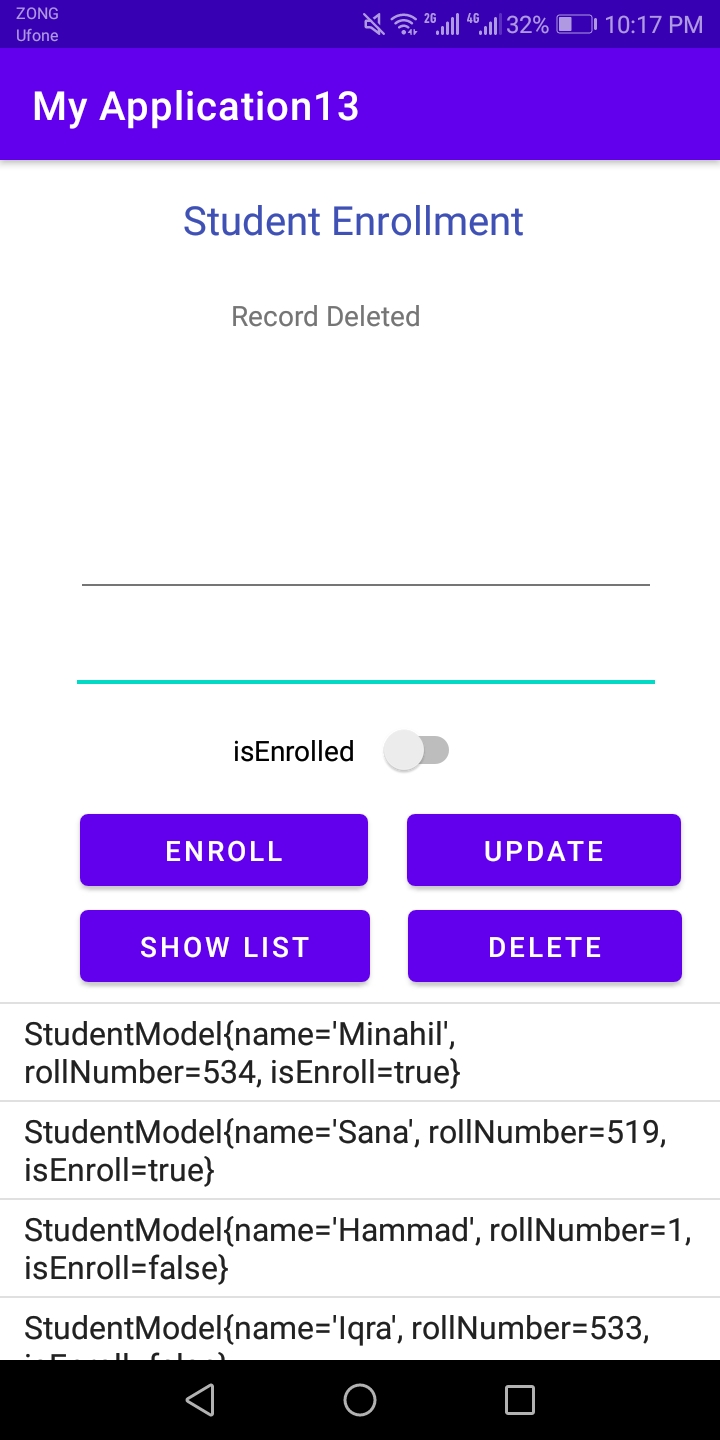 ZONG
Ufone
2G 4G 32% 10:17 PM
My Application13
Student Enrollment
Record Deleted
isEnrolled
ENROLL UPDATE
SHOW LIST DELETE
StudentModel{name='Minahil',
rollNumber=534, isEnroll=true}
StudentModel{name='Sana', rollNumber=519,
isEnroll=true}
StudentModel{name='Hammad', rollNumber=1,
isEnroll=false}
StudentModel{name='Iqra', rollNumber=533,